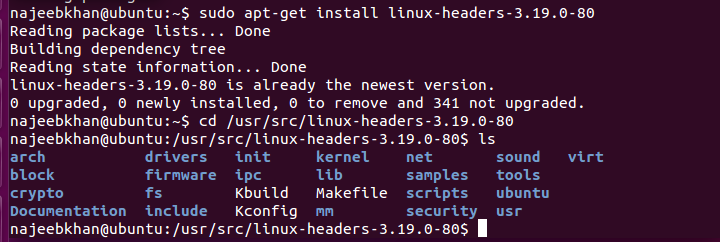 najeebkhan@ubuntu:~$ sudo apt-get install linux-headers-3.19.0-80
Reading package lists... Done
Building dependency tree
Reading state information... Done
linux-headers-3.19.0-80 is already the newest version.
0 upgraded, 0 newly installed, 0 to remove and 341 not upgraded.
najeebkhan@ubuntu:~$ cd /usr/src/linux-headers-3.19.0-80
najeebkhan@ubuntu:/usr/src/linux-headers-3.19.0-80$ ls
arch drivers init kernel net sound virt
block firmware ipc lib samples tools
crypto fs Kbuild Makefile scripts ubuntu
Documentation include Kconfig mm security usr
najeebkhan@ubuntu:/usr/src/linux-headers-3.19.0-80$